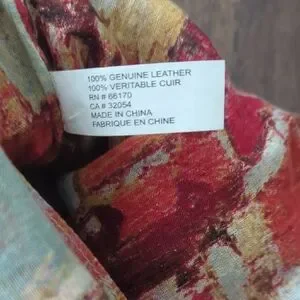 100% GENUINE LEATHER
100% VERITABLE CUIR
RN # 66170
CA # 32054
MADE IN CHINA
FABRIQUE EN CHINE